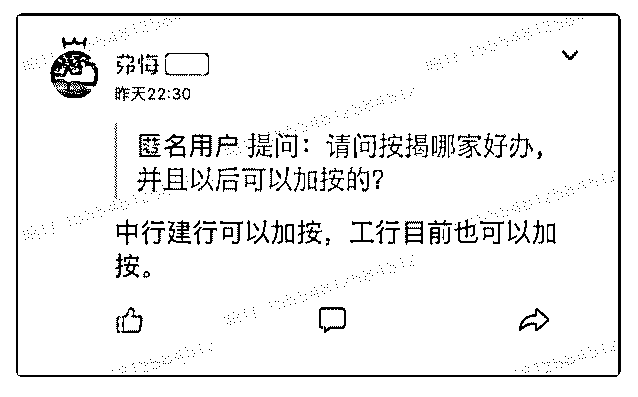 弟悔
昨天22:30
匿名用户 提问：请问按揭哪家好办，
并且以后可以加按的？
中行建行可以加按，工行目前也可以加
按。